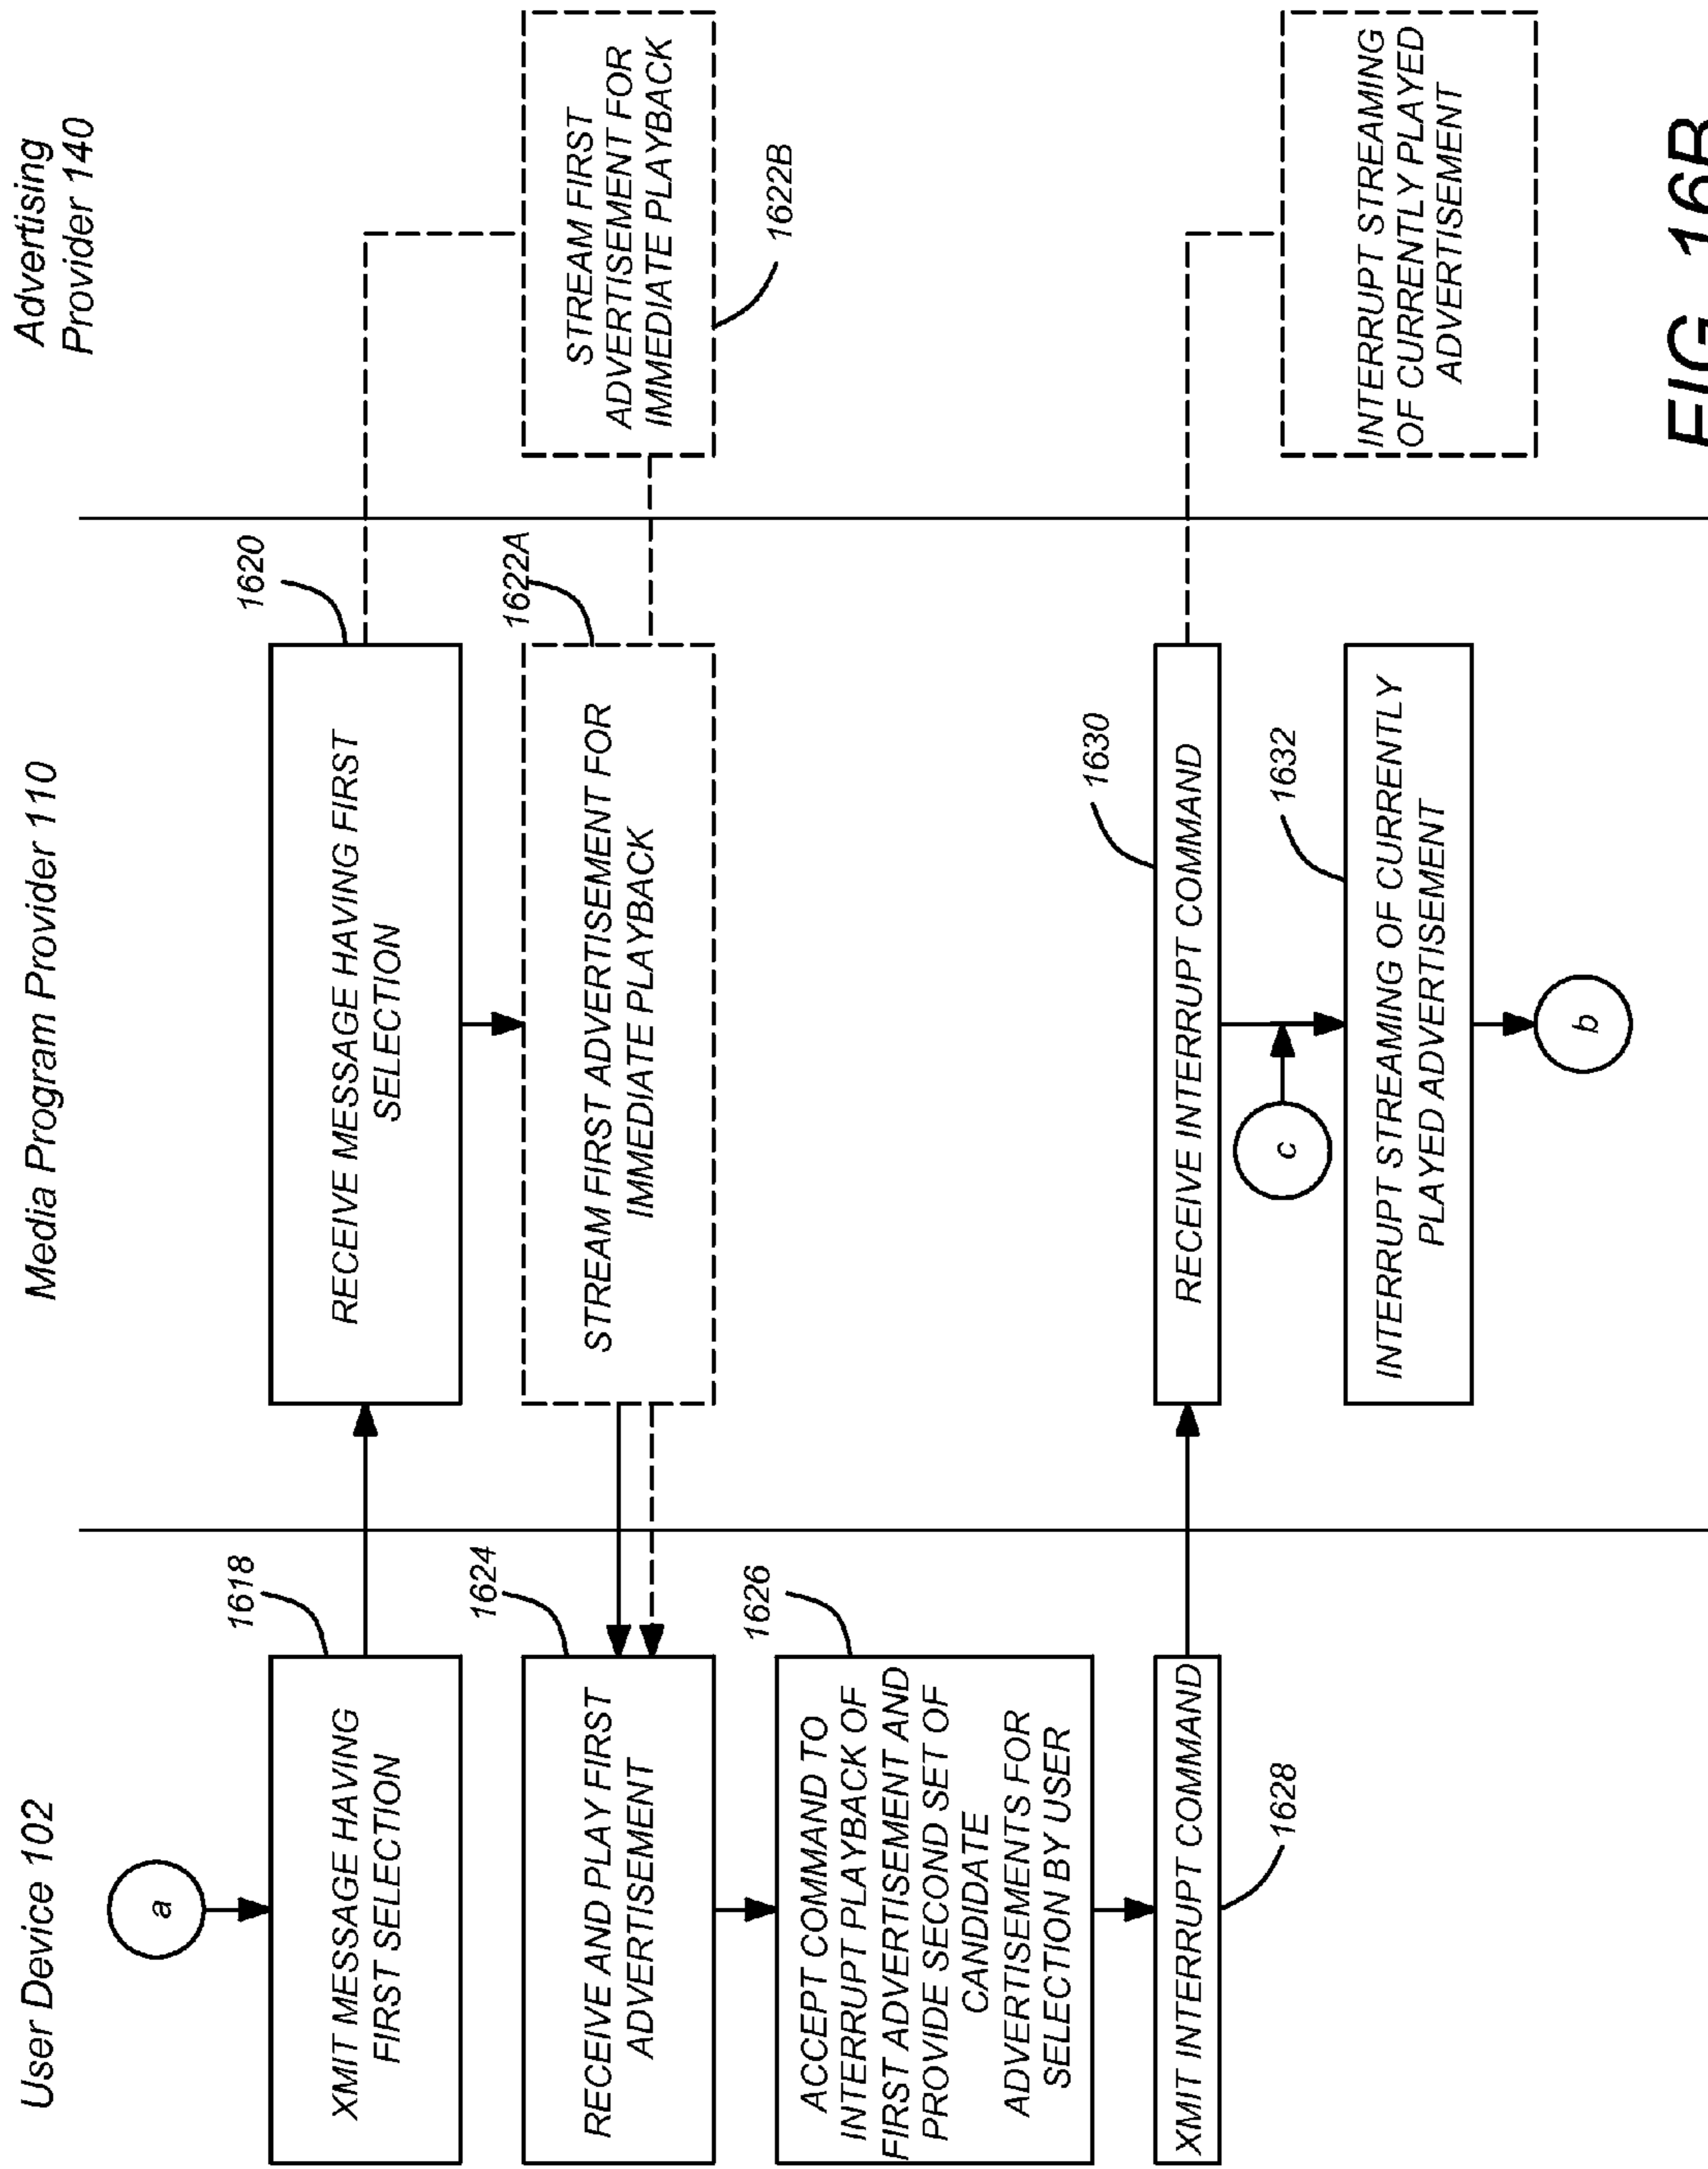 User Device 102
Media Program Provider 110
Advertising
Provider 140
a
1618
XMIT MESSAGE HAVING
FIRST SELECTION
1620
RECEIVE MESSAGE HAVING FIRST
SELECTION
1624
RECEIVE AND PLAY FIRST
ADVERTISEMENT
1622A
STREAM FIRST ADVERTISEMENT FOR
IMMEDIATE PLAYBACK
STREAM FIRST
ADVERTISEMENT FOR
IMMEDIATE PLAYBACK
1622B
1626
ACCEPT COMMAND TO
INTERRUPT PLAYBACK OF
FIRST ADVERTISEMENT AND
PROVIDE SECOND SET OF
CANDIDATE
ADVERTISEMENTS FOR
SELECTION BY USER
XMIT INTERRUPT COMMAND
1628
1630
RECEIVE INTERRUPT COMMAND
c
1632
INTERRUPT STREAMING OF CURRENTLY
PLAYED ADVERTISEMENT
b
INTERRUPT STREAMING
OF CURRENTLY PLAYED
ADVERTISEMENT
FIG. 16B